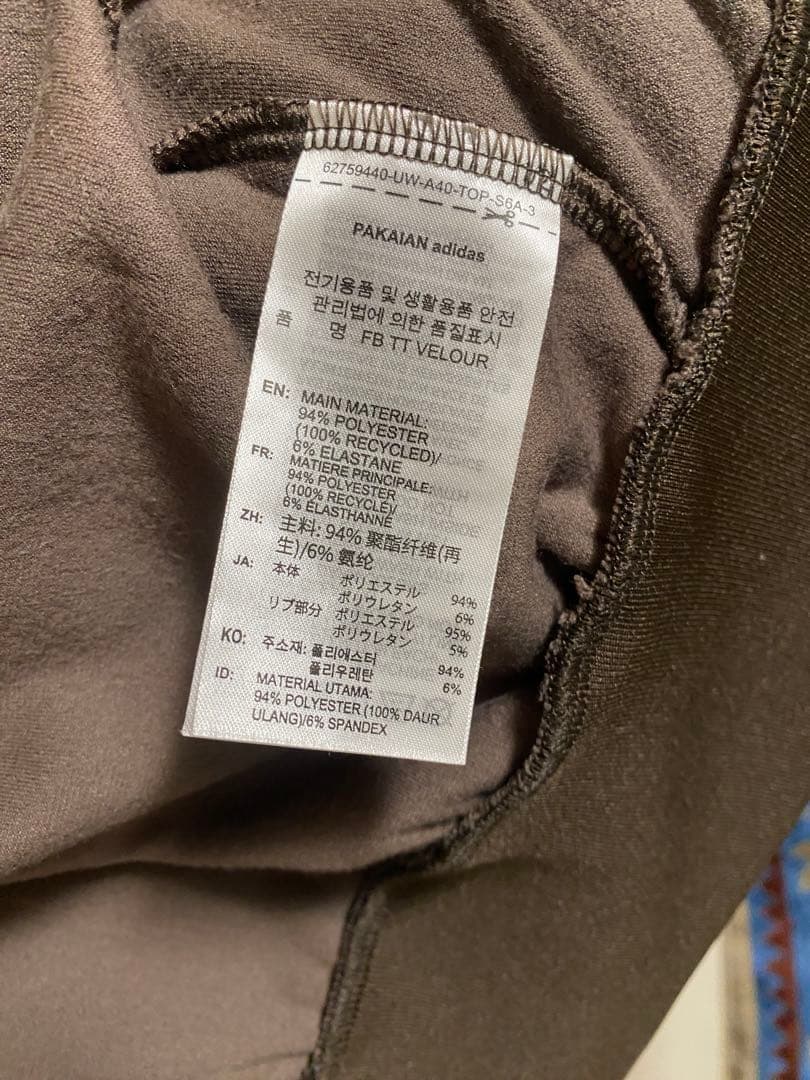 62759440-UW-A40-TOP-S6A-3
PAKAIAN adidas
전기용품 및 생활용품 안전
관리법에 의한 품질표시
품 명 FB TT VELOUR
EN: MAIN MATERIAL:
94% POLYESTER
(100% RECYCLED)/
6% ELASTANE
FR: MATIERE PRINCIPALE:
94% POLYESTER
(100% RECYCLÉ)/
6% ÉLASTHANNE
ZH: 主料: 94% 聚酯纤维(再
生)/6% 氨纶
JA: 本体 ポリエステル 94%
ポリウレタン 6%
リブ部分 ポリエステル 95%
ポリウレタン 5%
KO: 주소재: 폴리에스터 94%
폴리우레탄 6%
ID: MATERIAL UTAMA:
94% POLYESTER (100% DAUR
ULANG)/6% SPANDEX